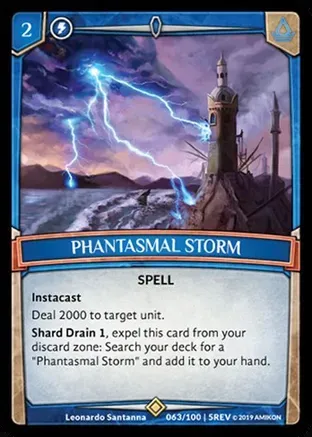 2
PHANTASMAL STORM
SPELL
Instacast
Deal 2000 to target unit.
Shard Drain 1, expel this card from your
discard zone: Search your deck for a
"Phantasmal Storm" and add it to your hand.
Leonardo Santanna 063/100 | SREV © 2019 AMIKON